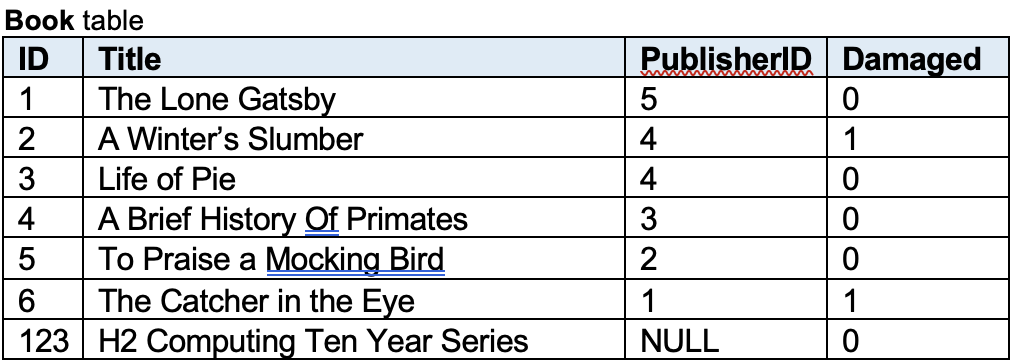 Book table
ID Title PublisherID Damaged
1 The Lone Gatsby 5 0
2 A Winter’s Slumber 4 1
3 Life of Pie 4 0
4 A Brief History Of Primates 3 0
5 To Praise a Mocking Bird 2 0
6 The Catcher in the Eye 1 1
123 H2 Computing Ten Year Series NULL 0